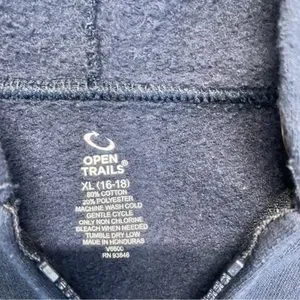 OPEN
TRAILS®
XL (16-18)
80% COTTON
20% POLYESTER
MACHINE WASH COLD
GENTLE CYCLE
ONLY NON CHLORINE
BLEACH WHEN NEEDED
TUMBLE DRY LOW
MADE IN HONDURAS
RN 93846